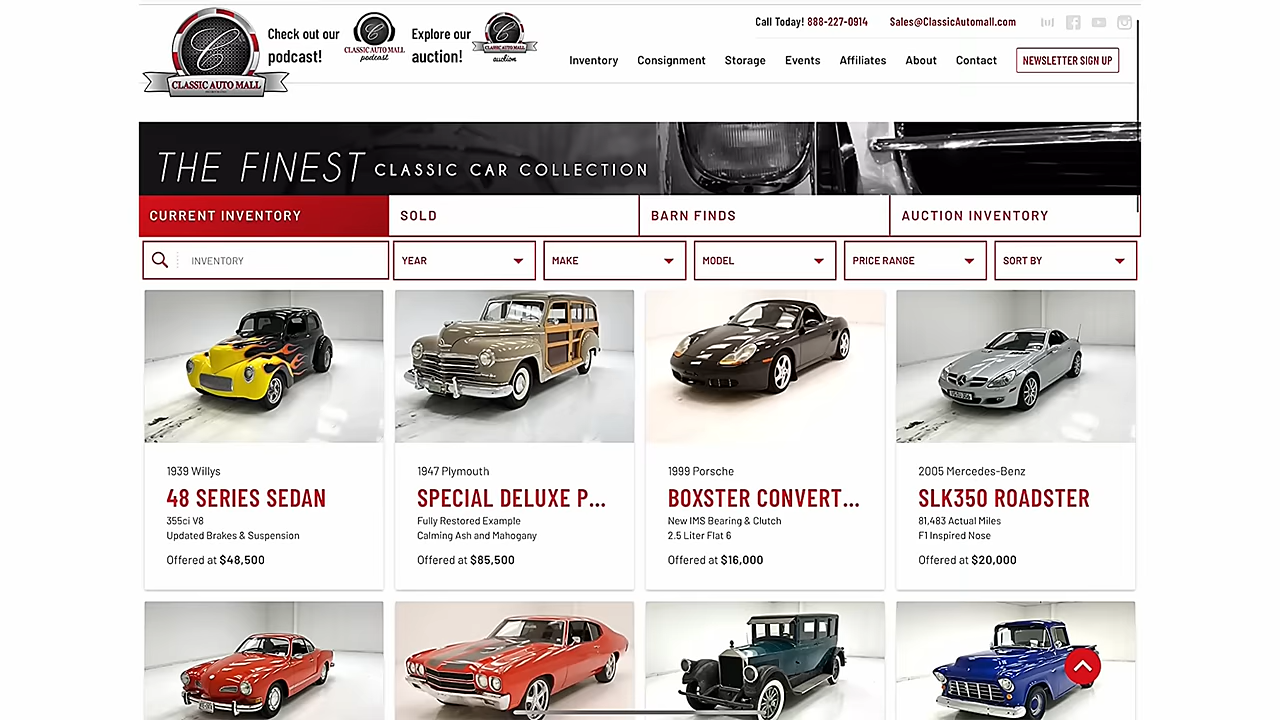 Check out our
podcast!
CLASSIC AUTO MALL
podcast
Explore our
auction!
CLASSIC AUTO MALL
auction
CLASSIC AUTO MALL
Call Today! 888-227-0914
Sales@ClassicAutomall.com
Inventory
Consignment
Storage
Events
Affiliates
About
Contact
NEWSLETTER SIGN UP
THE FINEST CLASSIC CAR COLLECTION
CURRENT INVENTORY
SOLD
BARN FINDS
AUCTION INVENTORY
INVENTORY
YEAR
MAKE
MODEL
PRICE RANGE
SORT BY
1939 Willys
48 SERIES SEDAN
355ci V8
Updated Brakes & Suspension
Offered at $48,500
1947 Plymouth
SPECIAL DELUXE P...
Fully Restored Example
Calming Ash and Mahogany
Offered at $85,500
1999 Porsche
BOXSTER CONVERT...
New IMS Bearing & Clutch
2.5 Liter Flat 6
Offered at $16,000
2005 Mercedes-Benz
SLK350 ROADSTER
81,483 Actual Miles
F1 Inspired Nose
Offered at $20,000